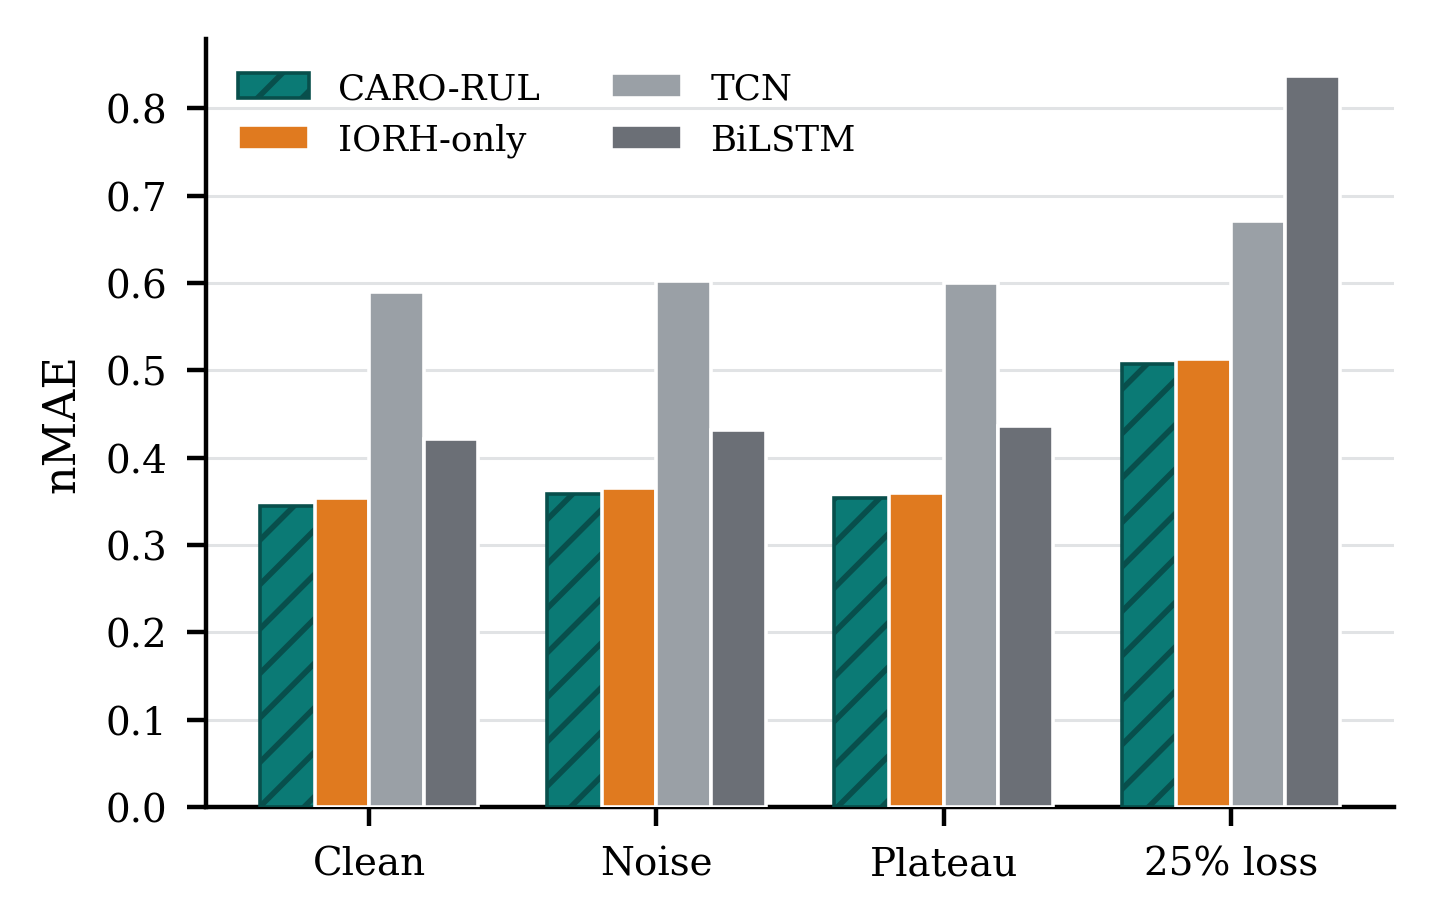 CARO-RUL
IORH-only
TCN
BiLSTM
nMAE
0.8
0.7
0.6
0.5
0.4
0.3
0.2
0.1
0.0
Clean
Noise
Plateau
25% loss